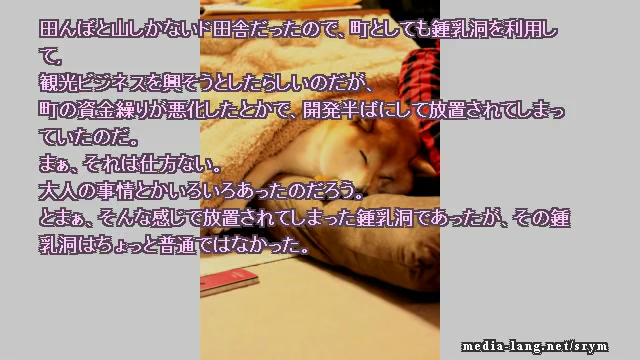 田んぼと山しかないド田舎だったので、町としても鍾乳洞を利用し
て、
観光ビジネスを興そうとしたらしいのだが、
町の資金繰りが悪化したとかで、開発半ばにして放置されてしまっ
ていたのだ。
まぁ、それは仕方ない。
大人の事情とかいろいろあったのだろう。
とまぁ、そんな感じで放置されてしまった鍾乳洞であったが、その鍾
乳洞はちょっと普通ではなかった。
media-lang.net/srym